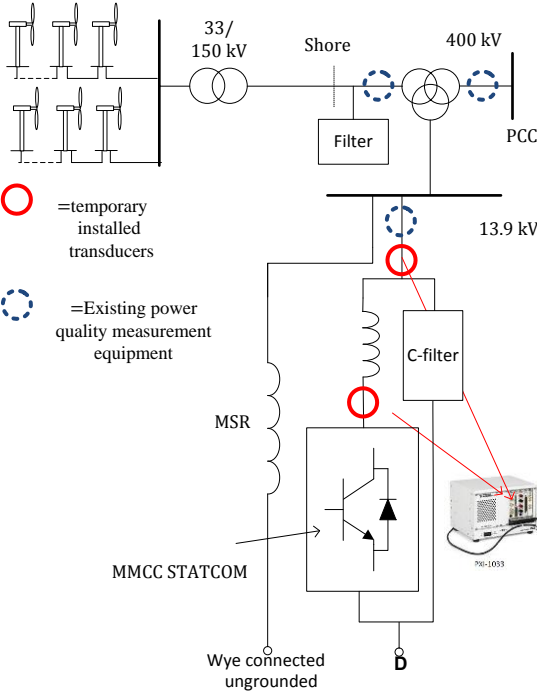 33/
150 kV
Shore
400 kV
Filter
PCC
=temporary
installed
transducers
13.9 kV
=Existing power
quality measurement
equipment
C-filter
MSR
PXI-1033
MMCC STATCOM
Wye connected
ungrounded
D